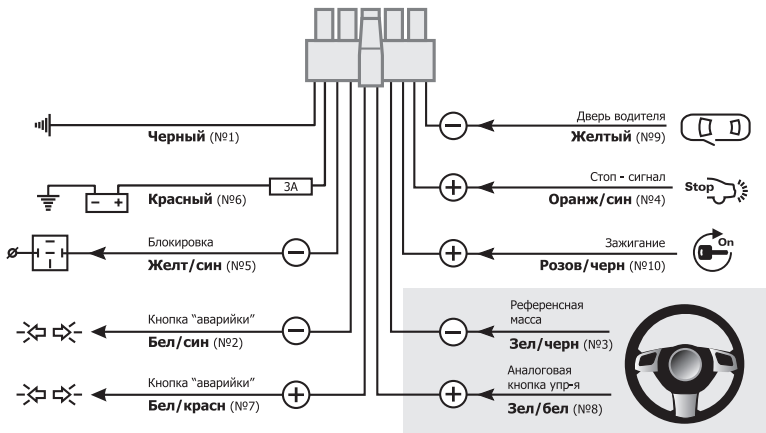 Черный (№1)
3А
Красный (№6)
Блокировка
Желт/син (№5)
Кнопка "аварийки"
Бел/син (№2)
Кнопка "аварийки"
Бел/красн (№7)
Дверь водителя
Желтый (№9)
Стоп - сигнал
Оранж/син (№4)
Stop
Зажигание
Розов/черн (№10)
On
Референсная
масса
Зел/черн (№3)
Аналоговая
кнопка упр-я
Зел/бел (№8)